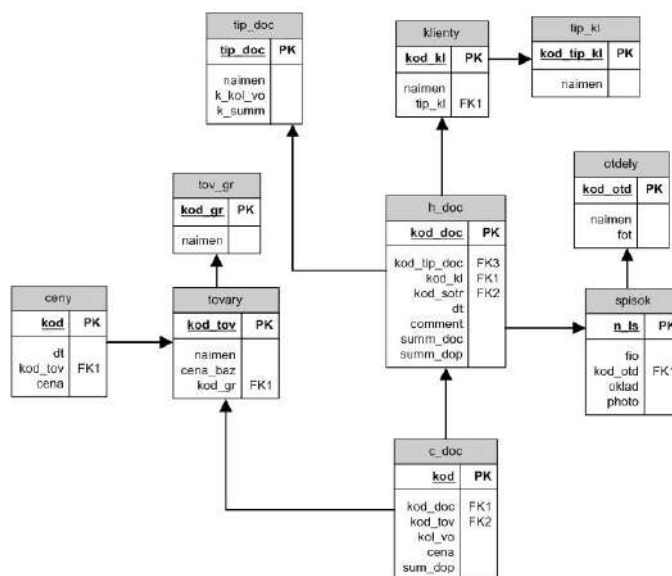 tip_doc
tip_doc PK
naimen
k_kol_vo
k_summ
klienty
kod_kl PK
naimen
tip_kl FK1
tip_kl
kod_tip_kl PK
naimen
tov_gr
kod_gr PK
naimen
otdely
kod_otd PK
naimen
fot
h_doc
kod_doc PK
kod_tip_doc FK3
kod_kl FK1
kod_sotr FK2
dt
comment
summ_doc
summ_dop
ceny
kod PK
dt
kod_tov FK1
cena
tovary
kod_tov PK
naimen
cena_baz
kod_gr FK1
spisok
n_ls PK
fio
kod_otd FK1
oklad
photo
c_doc
kod PK
kod_doc FK1
kod_tov FK2
kol_vo
cena
sum_dop